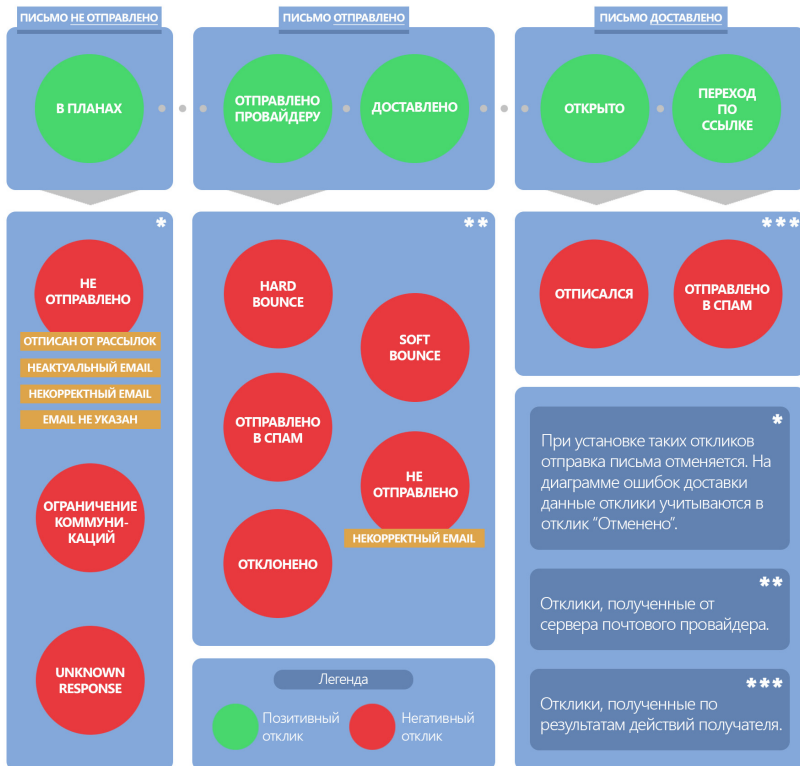 ПИСЬМО НЕ ОТПРАВЛЕНО
ПИСЬМО ОТПРАВЛЕНО
ПИСЬМО ДОСТАВЛЕНО
В ПЛАНАХ
ОТПРАВЛЕНО
ПРОВАЙДЕРУ
ДОСТАВЛЕНО
ОТКРЫТО
ПЕРЕХОД
ПО
ССЫЛКЕ
*
НЕ
ОТПРАВЛЕНО
ОТПИСАН ОТ РАССЫЛОК
НЕАКТУАЛЬНЫЙ EMAIL
НЕКОРРЕКТНЫЙ EMAIL
EMAIL НЕ УКАЗАН
ОГРАНИЧЕНИЕ
КОММУНИ-
КАЦИЙ
UNKNOWN
RESPONSE
**
HARD
BOUNCE
SOFT
BOUNCE
ОТПРАВЛЕНО
В СПАМ
НЕ
ОТПРАВЛЕНО
НЕКОРРЕКТНЫЙ EMAIL
ОТКЛОНЕНО
***
ОТПИСАЛСЯ
ОТПРАВЛЕНО
В СПАМ
*
При установке таких откликов
отправка письма отменяется. На
диаграмме ошибок доставки
данные отклики учитываются в
отклик "Отменено".
**
Отклики, полученные от
сервера почтового провайдера.
***
Отклики, полученные по
результатам действий получателя.
Легенда
Позитивный
отклик
Негативный
отклик